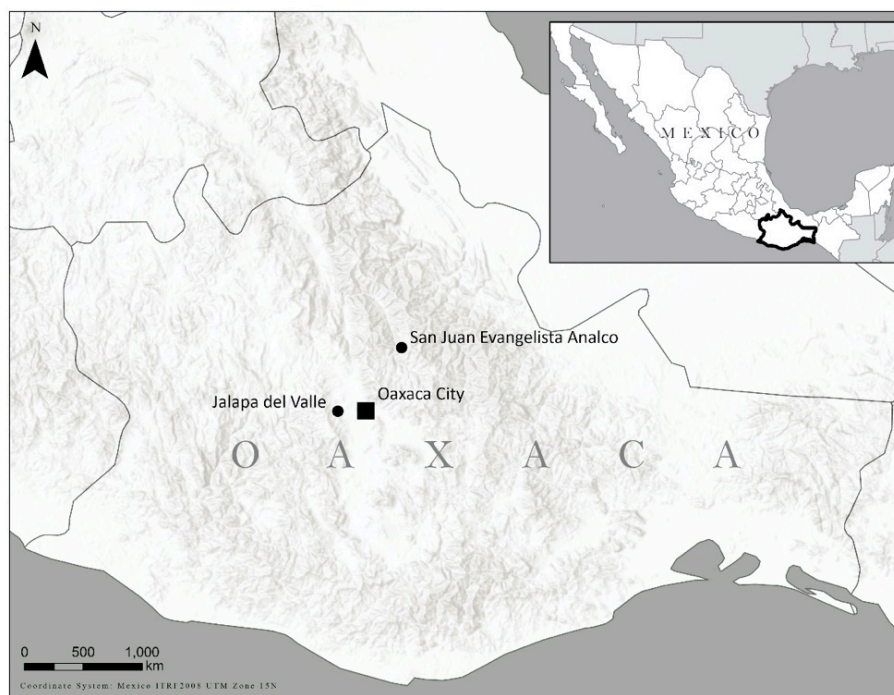 N
MEXICO
San Juan Evangelista Analco
Oaxaca City
Jalapa del Valle
OAXACA
0 500 1,000
km
Coordinate System: Mexico ITRF2008 UTM Zone 15N